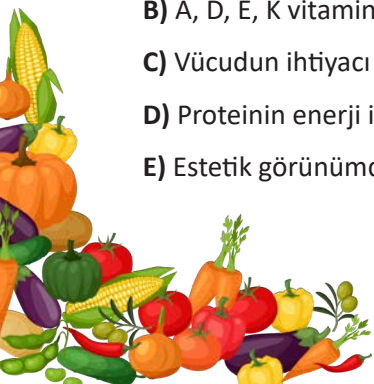 B) A, D, E, K vitamin
C) Vücudun ihtiyacı
D) Proteinin enerji i
E) Estetik görünüm